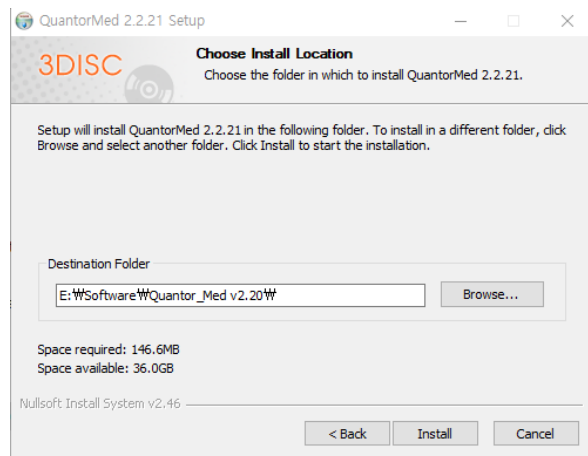 QuantorMed 2.2.21 Setup
3DISC
Choose Install Location
Choose the folder in which to install QuantorMed 2.2.21.
Setup will install QuantorMed 2.2.21 in the following folder. To install in a different folder, click
Browse and select another folder. Click Install to start the installation.
Destination Folder
E:₩Software₩Quantor_Med v2.20₩
Browse...
Space required: 146.6MB
Space available: 36.0GB
Nullsoft Install System v2.46
< Back
Install
Cancel